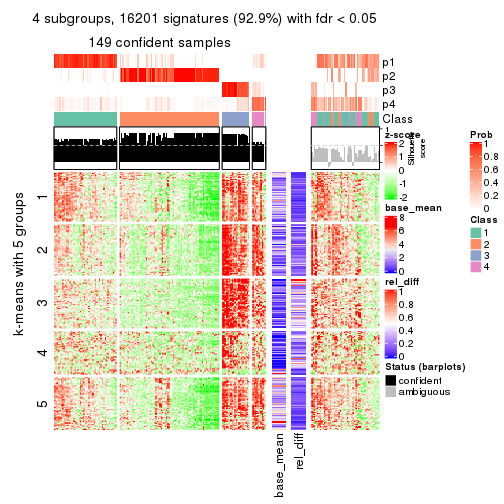 4 subgroups, 16201 signatures (92.9%) with fdr < 0.05
149 confident samples
p1
p2
p3
p4
Class
1
Silhouette
score
k-means with 5 groups
1
2
3
4
5
base_mean
rel_diff
z-score
2
1
0
-1
-2
base_mean
8
6
4
2
0
rel_diff
1
0.8
0.6
0.4
0.2
0
Status (barplots)
confident
ambiguous
Prob
1
0.8
0.6
0.4
0.2
0
Class
1
2
3
4